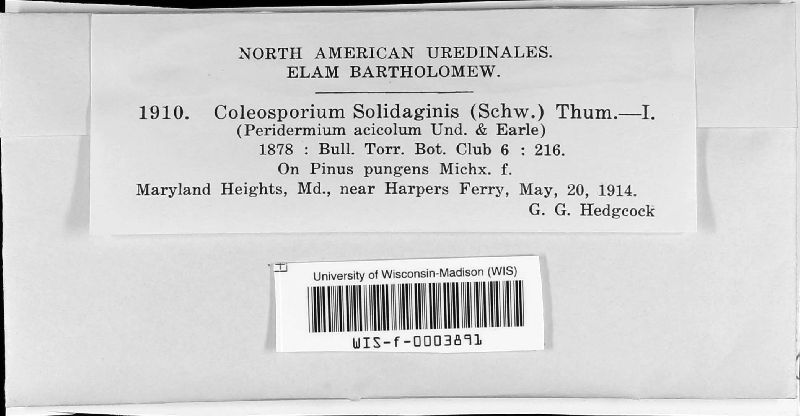 NORTH AMERICAN UREDINALES.
ELAM BARTHOLOMEW.
1910. Coleosporium Solidaginis (Schw.) Thum.—I.
(Peridermium acicolum Und. & Earle)
1878 : Bull. Torr. Bot. Club 6 : 216.
On Pinus pungens Michx. f.
Maryland Heights, Md., near Harpers Ferry, May, 20, 1914.
G. G. Hedgcock
University of Wisconsin-Madison (WIS)
WIS-f-0003891